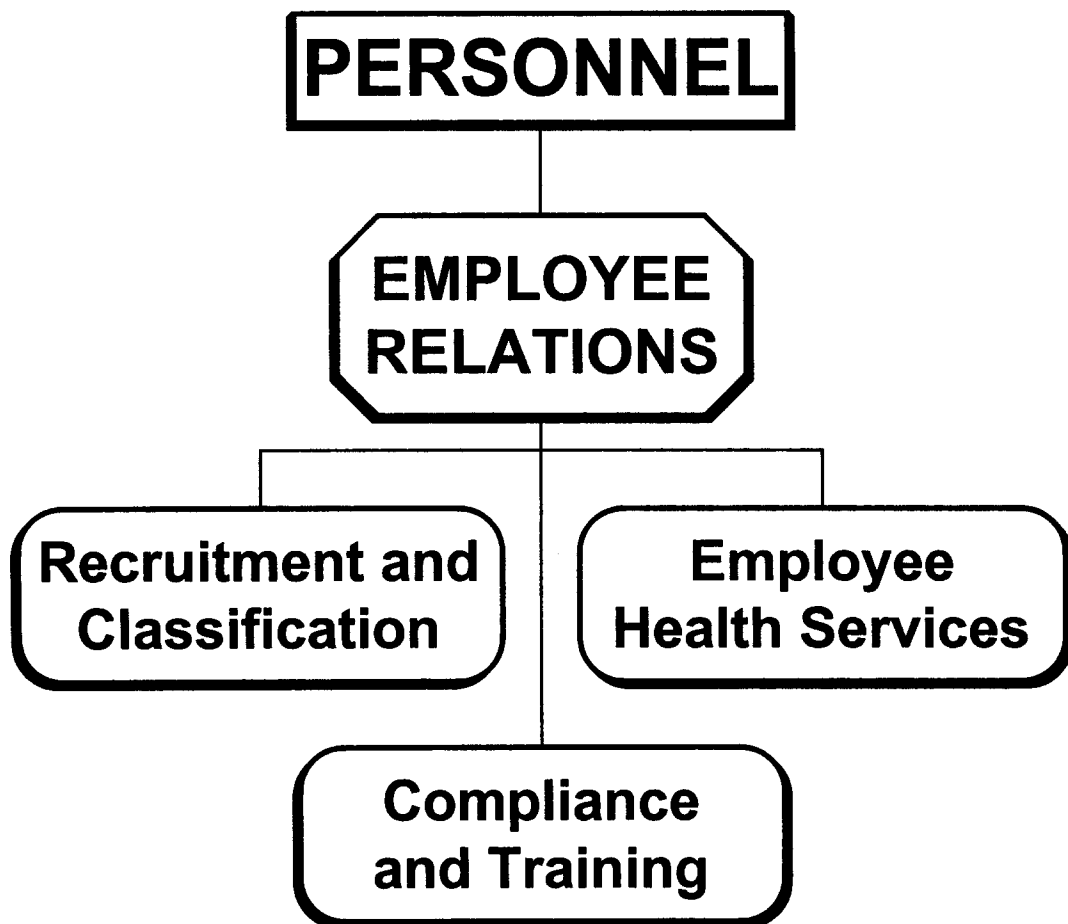 PERSONNEL
EMPLOYEE
RELATIONS
Recruitment and
Classification
Employee
Health Services
Compliance
and Training